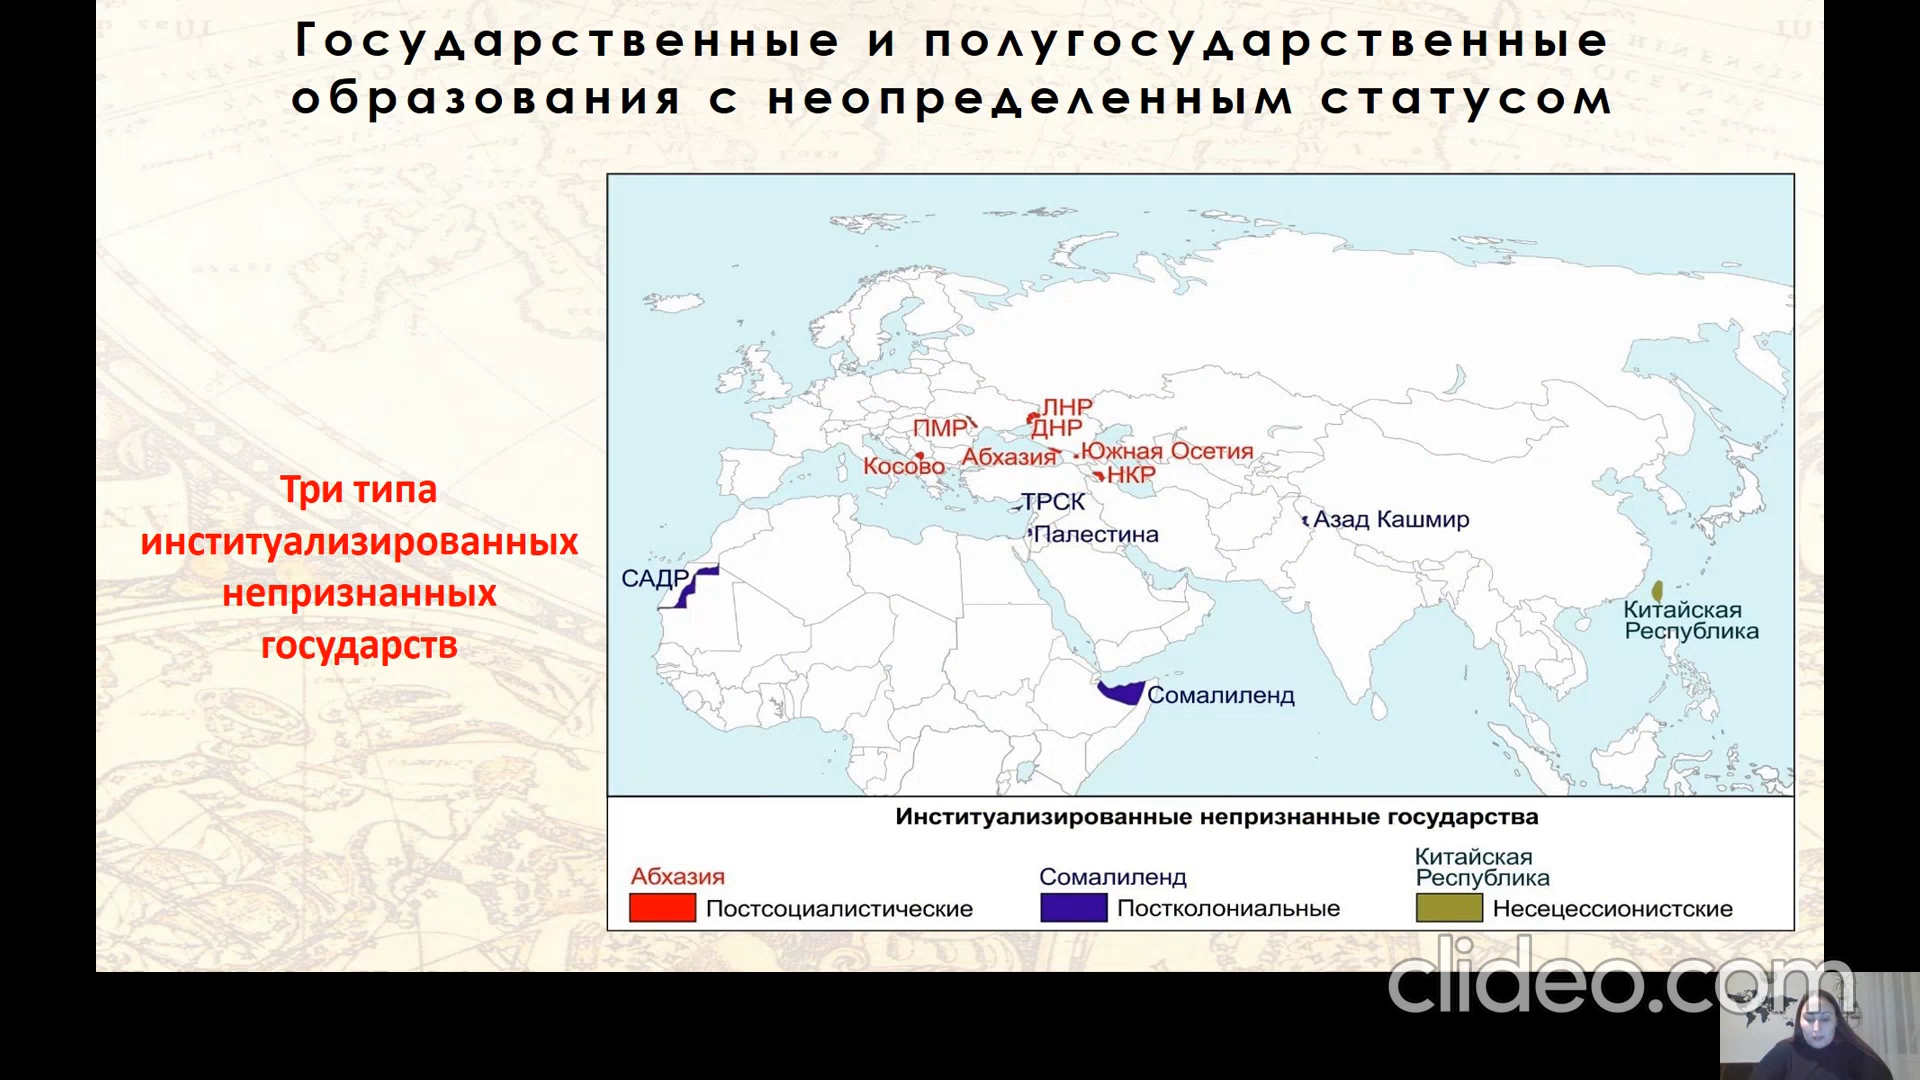 Государственные и полугосударственные
образования с неопределенным статусом
Три типа
институализированных
непризнанных
государств
ЛНР
ПМР
ДНР
Южная Осетия
Абхазия
Косово
НКР
ТРСК
Азад Кашмир
Палестина
САДР
Китайская
Республика
Сомалиленд
Институализированные непризнанные государства
Абхазия
Постсоциалистические
Сомалиленд
Постколониальные
Китайская
Республика
Несецессионистские
clideo.com